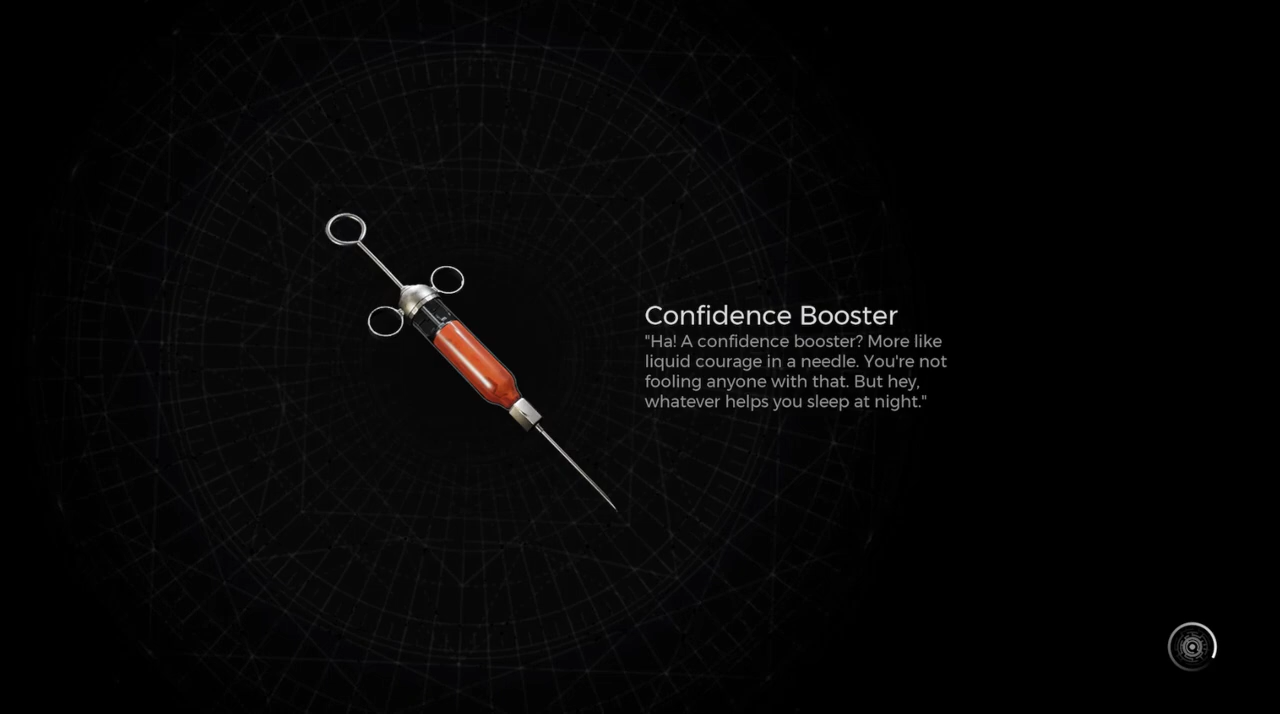 Confidence Booster
"Ha! A confidence booster? More like
liquid courage in a needle. You're not
fooling anyone with that. But hey,
whatever helps you sleep at night."